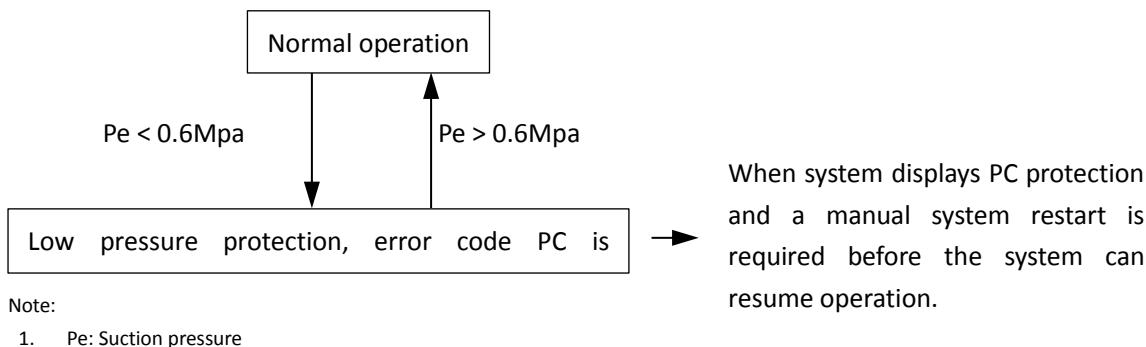 Normal operation
Pe < 0.6Mpa
Pe > 0.6Mpa
Low pressure protection, error code PC is
When system displays PC protection
and a manual system restart is
required before the system can
resume operation.
Note:
1. Pe: Suction pressure